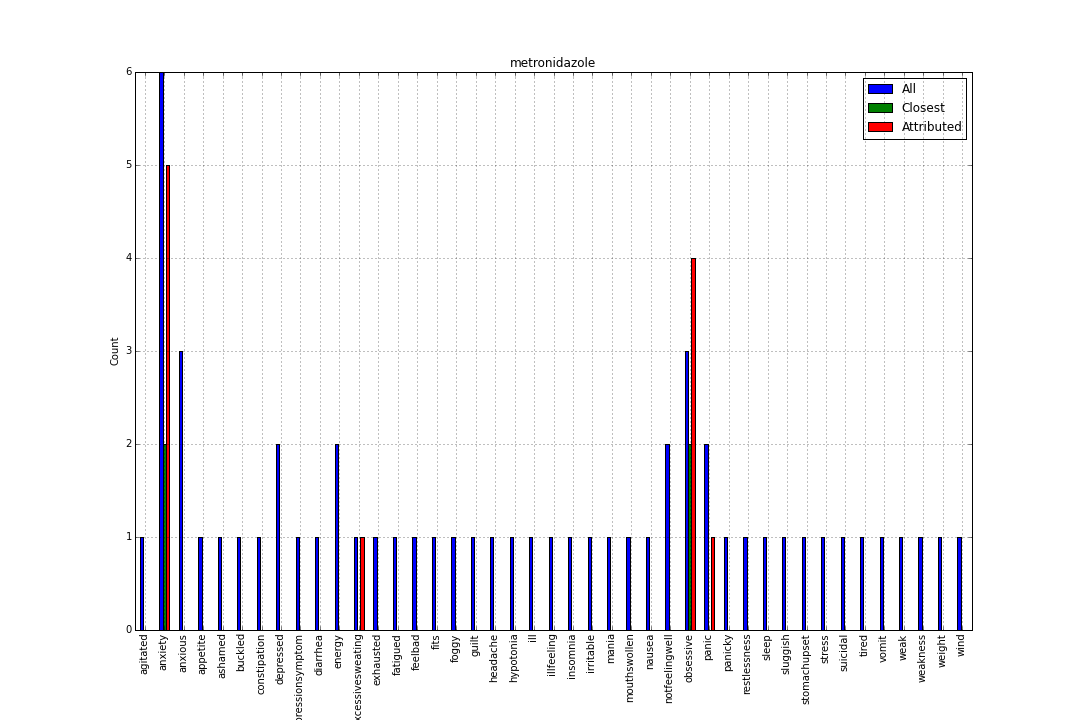 metronidazole
All
Closest
Attributed
6
5
4
3
2
1
0
Count
agitated
anxiety
anxious
appetite
ashamed
buckled
constipation
depressed
pressionsymptom
diarrhea
energy
xcessivesweating
exhausted
fatigued
feelbad
fits
foggy
guilt
headache
hypotonia
ill
illfeeling
insomnia
irritable
mania
mouthswollen
nausea
notfeelingwell
obsessive
panic
panicky
restlessness
sleep
sluggish
stomachupset
stress
suicidal
tired
vomit
weak
weakness
weight
wind